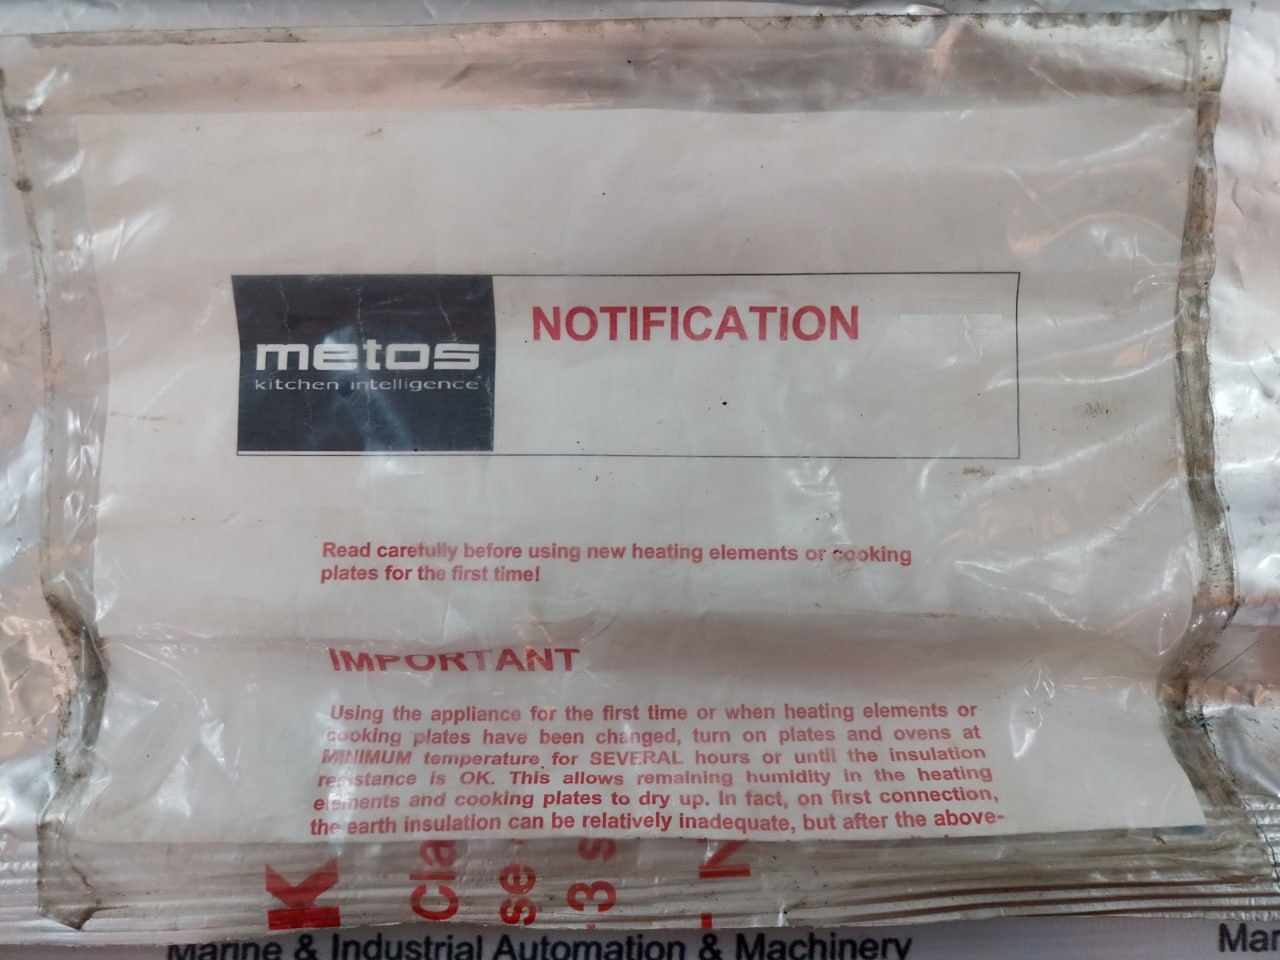 metos
kitchen intelligence
NOTIFICATION
Read carefully before using new heating elements or cooking
plates for the first time!
IMPORTANT
Using the appliance for the first time or when heating elements or
cooking plates have been changed, turn on plates and ovens at
MINIMUM temperature for SEVERAL hours or until the insulation
resistance is OK. This allows remaining humidity in the heating
elements and cooking plates to dry up. In fact, on first connection,
the earth insulation can be relatively inadequate, but after the above-
K
Cla
se
-3 s
Marine & Industrial Automation & Machinery
Mar